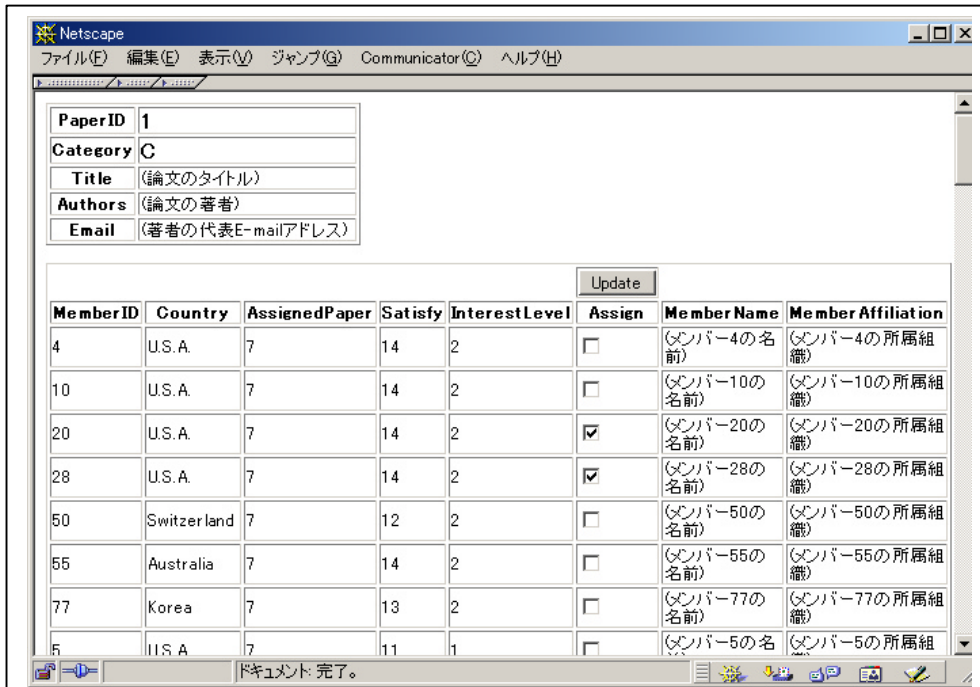 Netscape
ファイル(F) 編集(E) 表示(V) ジャンプ(G) Communicator(C) ヘルプ(H)
PaperID 1
Category C
Title (論文のタイトル)
Authors (論文の著者)
Email (著者の代表E-mailアドレス)
Update
MemberID Country AssignedPaper Satisfy InterestLevel Assign MemberName MemberAffiliation
4 U.S.A. 7 14 2 (メンバー4の名前) (メンバー4の所属組織)
10 U.S.A. 7 14 2 (メンバー10の名前) (メンバー10の所属組織)
20 U.S.A. 7 14 2 (メンバー20の名前) (メンバー20の所属組織)
28 U.S.A. 7 14 2 (メンバー28の名前) (メンバー28の所属組織)
50 Switzerland 7 12 2 (メンバー50の名前) (メンバー50の所属組織)
55 Australia 7 14 2 (メンバー55の名前) (メンバー55の所属組織)
77 Korea 7 13 2 (メンバー77の名前) (メンバー77の所属組織)
5 U.S.A 7 11 1 (メンバー5の名 (メンバー5の所属組
ドキュメント: 完了。